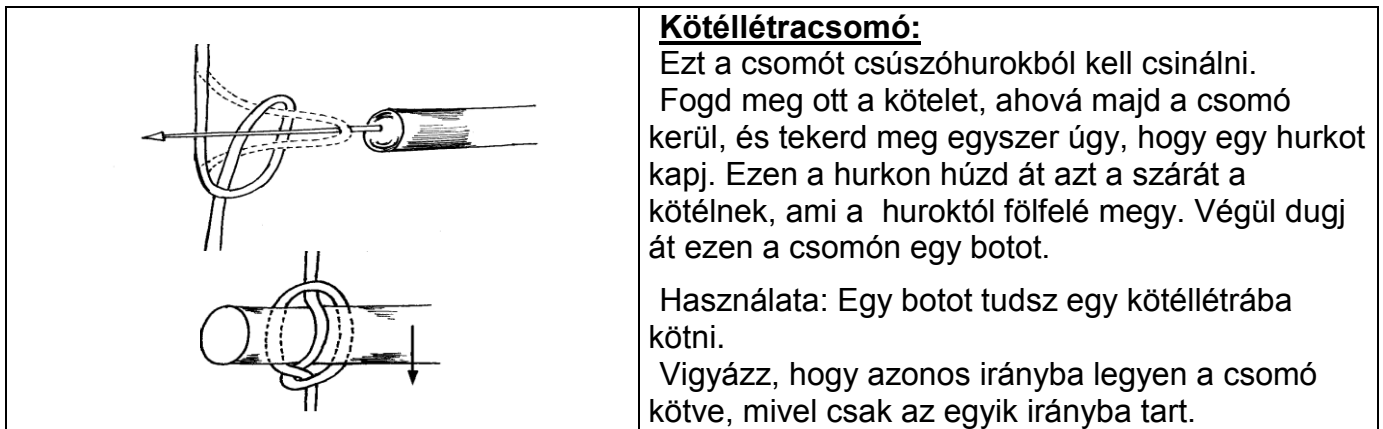 Kötéllétracsomó:
Ezt a csomót csúszóhurokból kell csinálni.
Fogd meg ott a kötelet, ahová majd a csomó
kerül, és tekerd meg egyszer úgy, hogy egy hurkot
kapj. Ezen a hurkon húzd át azt a szárát a
kötélnek, ami a huroktól fölfelé megy. Végül dugj
át ezen a csomón egy botot.
Használata: Egy botot tudsz egy kötéllétrába
kötni.
Vigyázz, hogy azonos irányba legyen a csomó
kötve, mivel csak az egyik irányba tart.